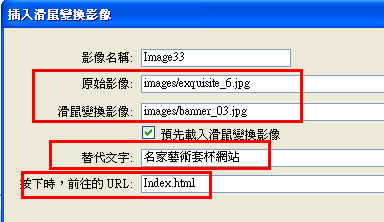 插入滑鼠變換影像
影像名稱: Image33
原始影像: images/exquisite_6.jpg
滑鼠變換影像: images/banner_03.jpg
預先載入滑鼠變換影像
替代文字: 名家藝術套杯網站
按下時，前往的 URL: Index.html